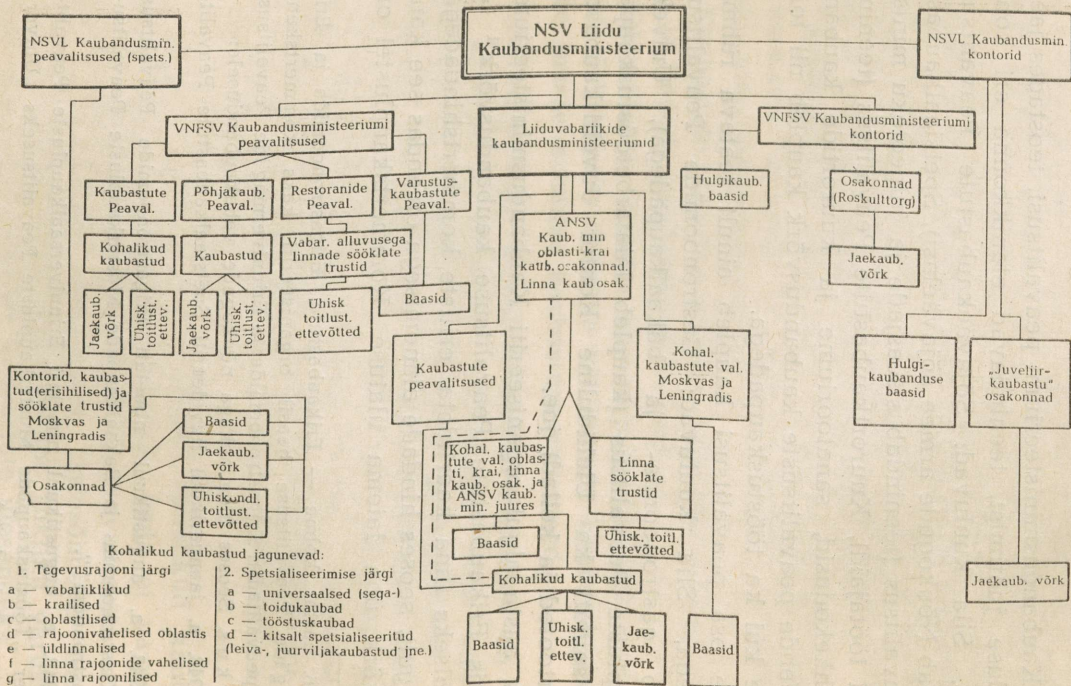 NSV Liidu
Kaubandusministeerium
NSVL Kaubandusmin.
peavalitsused (spets.)
NSVL Kaubandusmin.
kontorid
VNFSV Kaubandusministeeriumi
peavalitsused
Liiduvabariikide
kaubandusministeeriumid
VNFSV Kaubandusministeeriumi
kontorid
Kaubastute
Peaval.
Põhjakaub.
Peaval.
Restoranide
Peaval.
Varustus-
kaubastute
Peaval.
Hulgikaub.
baasid
Osakonnad
(Roskulttorg)
Kohalikud
kaubastud
Kaubastud
Vabar. alluvusega
linnade sööklate
trustid
ANSV
Kaub. min
oblasti-krai
kaub. osakonnad.
Linna kaub osak.
Jaekaub.
võrk
Jaekaub.
võrk
Ühisk.
toitlust.
ettev.
Jaekaub.
võrk
Ühisk.
toitlust.
ettev.
Ühisk
toitlust.
ettevõtted
Baasid
Kaubastute
peavalitsused
Kohal.
kaubastute val.
Moskvas ja
Leningradis
Hulgi-
kaubanduse
baasid
„Juveliir-
kaubastu“
osakonnad
Kontorid, kaubas-
tud(erisihilised) ja
sööklate trustid
Moskvas ja
Leningradis
Osakonnad
Baasid
Jaekaub.
võrk
Ühiskondl.
toitlust.
ettevõtted
Kohal. kaubas-
tute val. oblas-
ti, krai, linna
kaub. osak. ja
ANSV kaub.
min. juures
Linna
sööklate
trustid
Baasid
Ühisk. toitl.
ettevõtted
Kohalikud kaubastud
Jaekaub. võrk
Baasid
Ühisk.
toitl.
ettev.
Jae-
kaub.
võrk
Baasid
Kohalikud kaubastud jagunevad:
1. Tegevusrajooni järgi
a — vabariiklikud
b — krailised
c — oblastilised
d — rajoonivahelised oblastis
e — üldlinnalised
f — linna rajoonide vahelised
g — linna rajoonilised
2. Spetsialiseerimise järgi
a — universaalsed (sega-)
b — toidukaubad
c — tööstuskaubad
d — kitsalt spetsialiseeritud
(leiva-, juurviljakaubastud jne.)